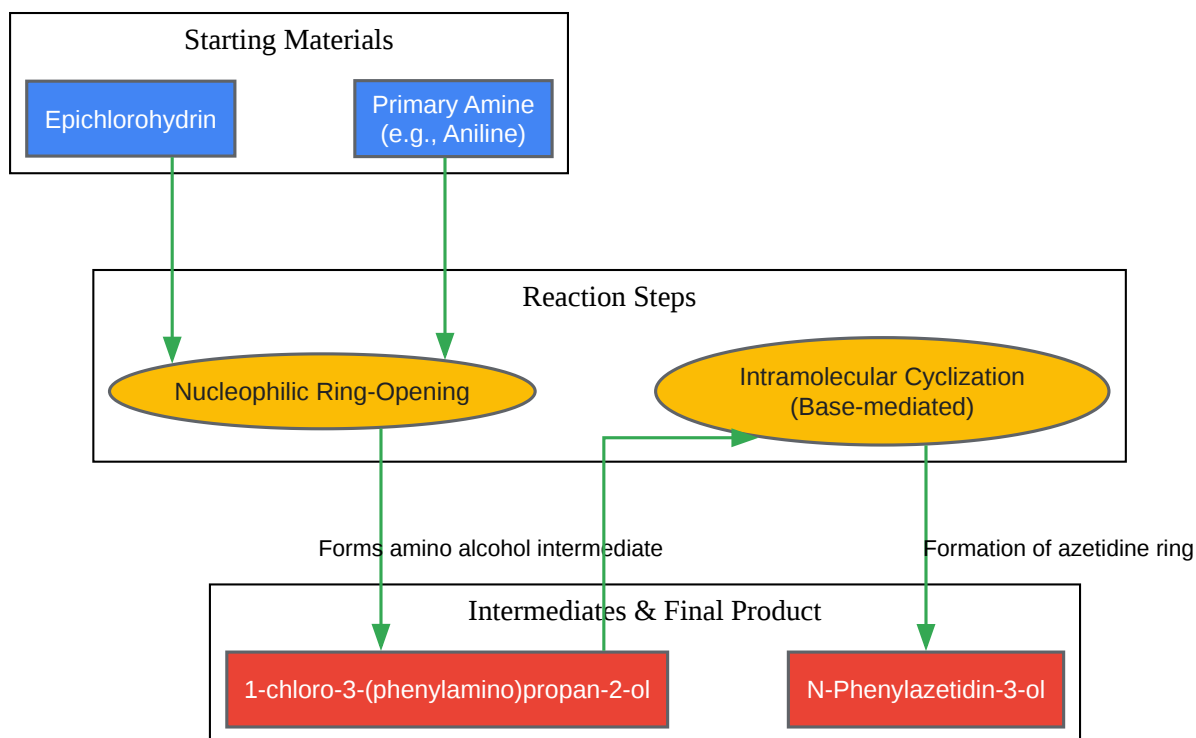 Starting Materials
Epichlorohydrin
Primary Amine
(e.g., Aniline)
Reaction Steps
Nucleophilic Ring-Opening
Intramolecular Cyclization
(Base-mediated)
Forms amino alcohol intermediate
Formation of azetidine ring
Intermediates & Final Product
1-chloro-3-(phenylamino)propan-2-ol
N-Phenylazetidin-3-ol